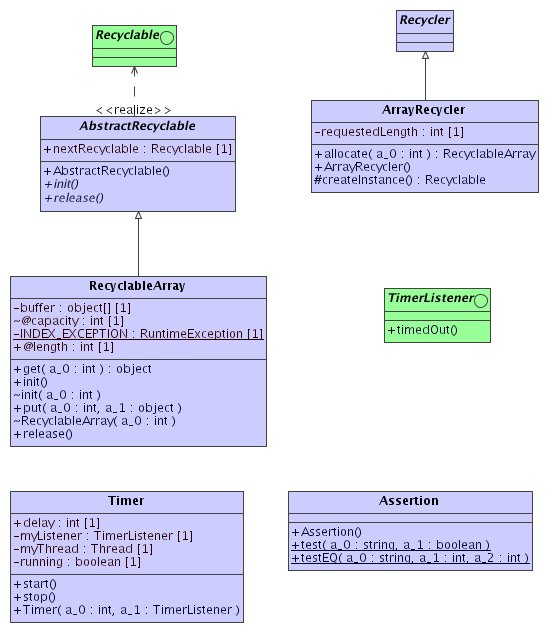 Recyclable
Recycler
<<realize>>
AbstractRecyclable
+nextRecyclable : Recyclable [1]
+AbstractRecyclable()
+init()
+release()
ArrayRecycler
-requestedLength : int [1]
+allocate( a_0 : int ) : RecyclableArray
+ArrayRecycler()
#createInstance() : Recyclable
RecyclableArray
-buffer : object[] [1]
~@capacity : int [1]
-INDEX_EXCEPTION : RuntimeException [1]
+@length : int [1]
+get( a_0 : int ) : object
+init()
~init( a_0 : int )
+put( a_0 : int, a_1 : object )
~RecyclableArray( a_0 : int )
+release()
TimerListener
+timedOut()
Timer
+delay : int [1]
-myListener : TimerListener [1]
-myThread : Thread [1]
-running : boolean [1]
+start()
+stop()
+Timer( a_0 : int, a_1 : TimerListener )
Assertion
+Assertion()
+test( a_0 : string, a_1 : boolean )
+testEQ( a_0 : string, a_1 : int, a_2 : int )